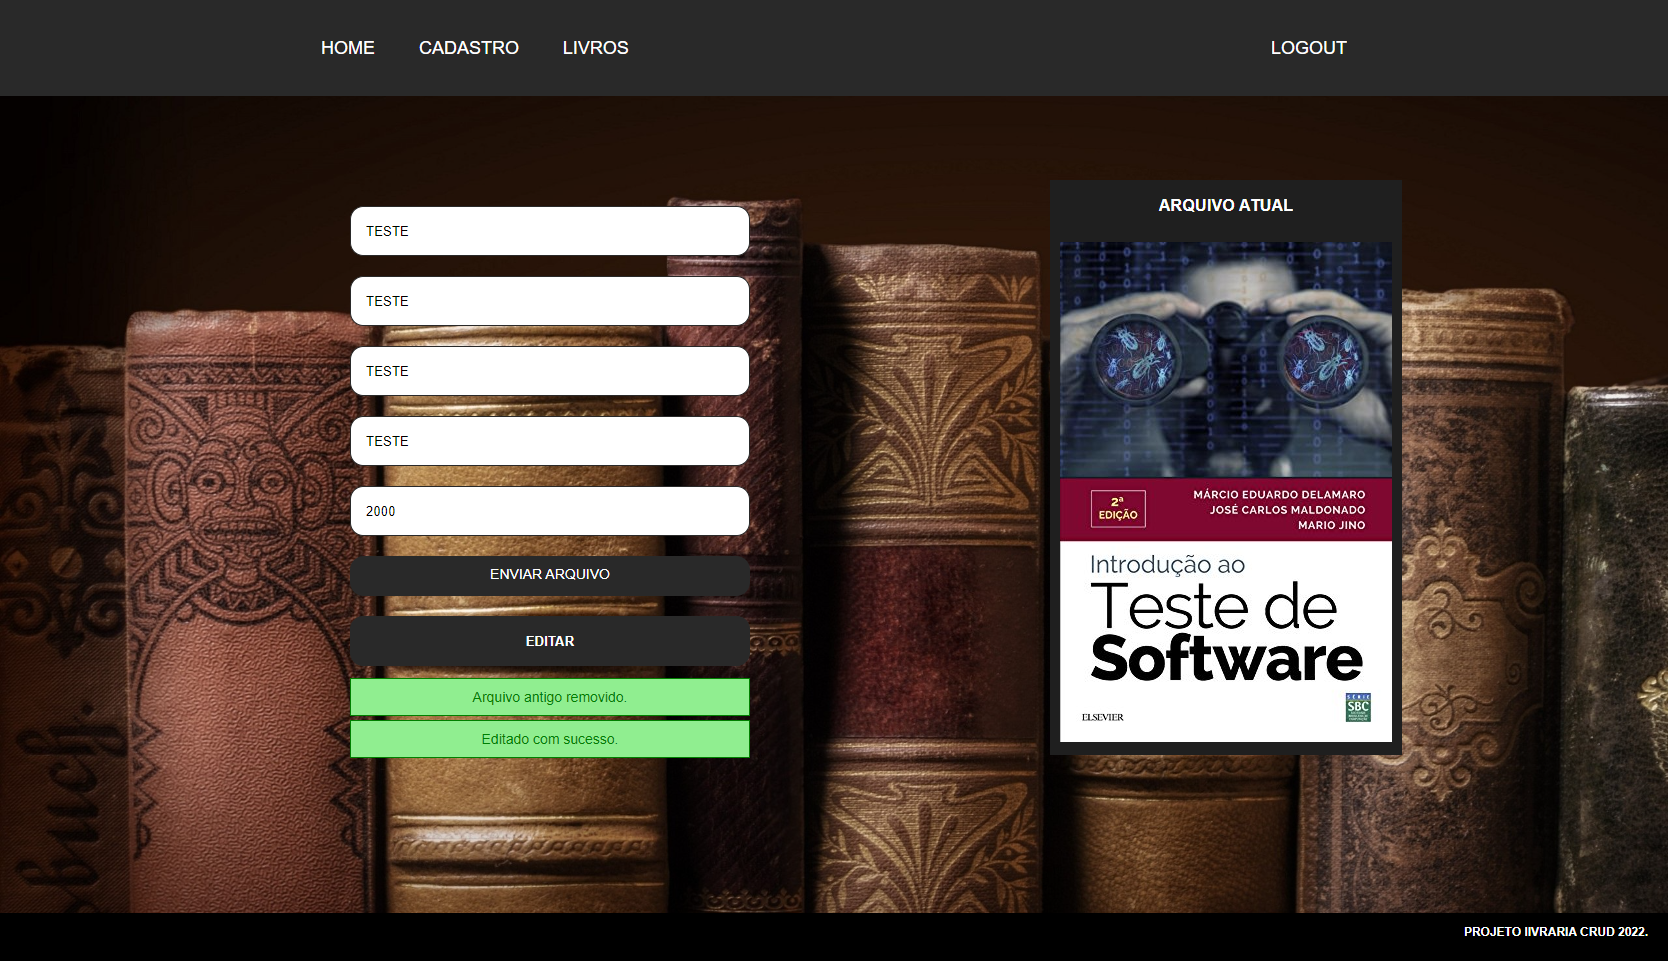 HOME
CADASTRO
LIVROS
LOGOUT
TESTE
TESTE
TESTE
TESTE
2000
ENVIAR ARQUIVO
EDITAR
Arquivo antigo removido.
Editado com sucesso.
ARQUIVO ATUAL
2ª
EDIÇÃO
MÁRCIO EDUARDO DELAMARO
JOSÉ CARLOS MALDONADO
MARIO JINO
Introdução ao
Teste de
Software
SÉRIE
SBC
ELSEVIER
PROJETO lIVRARIA CRUD 2022.